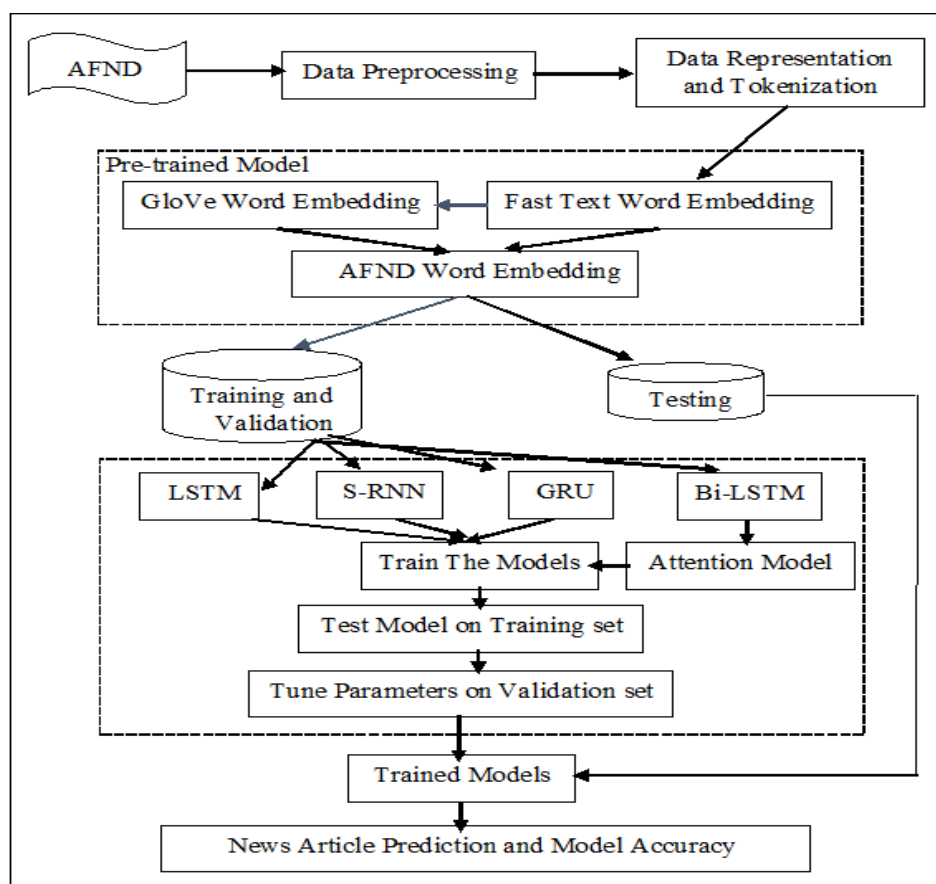 AFND
Data Preprocessing
Data Representation
and Tokenization
Pre-trained Model
GloVe Word Embedding
Fast Text Word Embedding
AFND Word Embedding
Training and
Validation
Testing
LSTM
S-RNN
GRU
Bi-LSTM
Train The Models
Attention Model
Test Model on Training set
Tune Parameters on Validation set
Trained Models
News Article Prediction and Model Accuracy